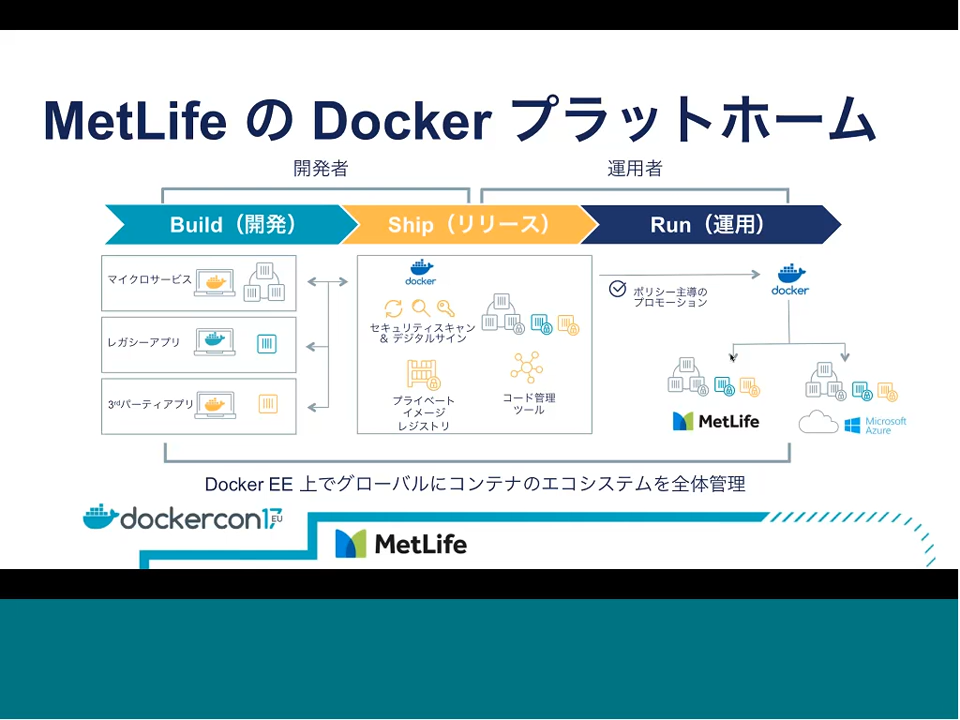 MetLife の Docker プラットホーム
開発者
運用者
Build（開発）
Ship（リリース）
Run（運用）
マイクロサービス
レガシーアプリ
3rdパーティアプリ
docker
セキュリティスキャン
& デジタルサイン
プライベート
イメージ
レジストリ
コード管理
ツール
ポリシー主導の
プロモーション
docker
MetLife
Microsoft
Azure
Docker EE 上でグローバルにコンテナのエコシステムを全体管理
dockercon17 EU
MetLife